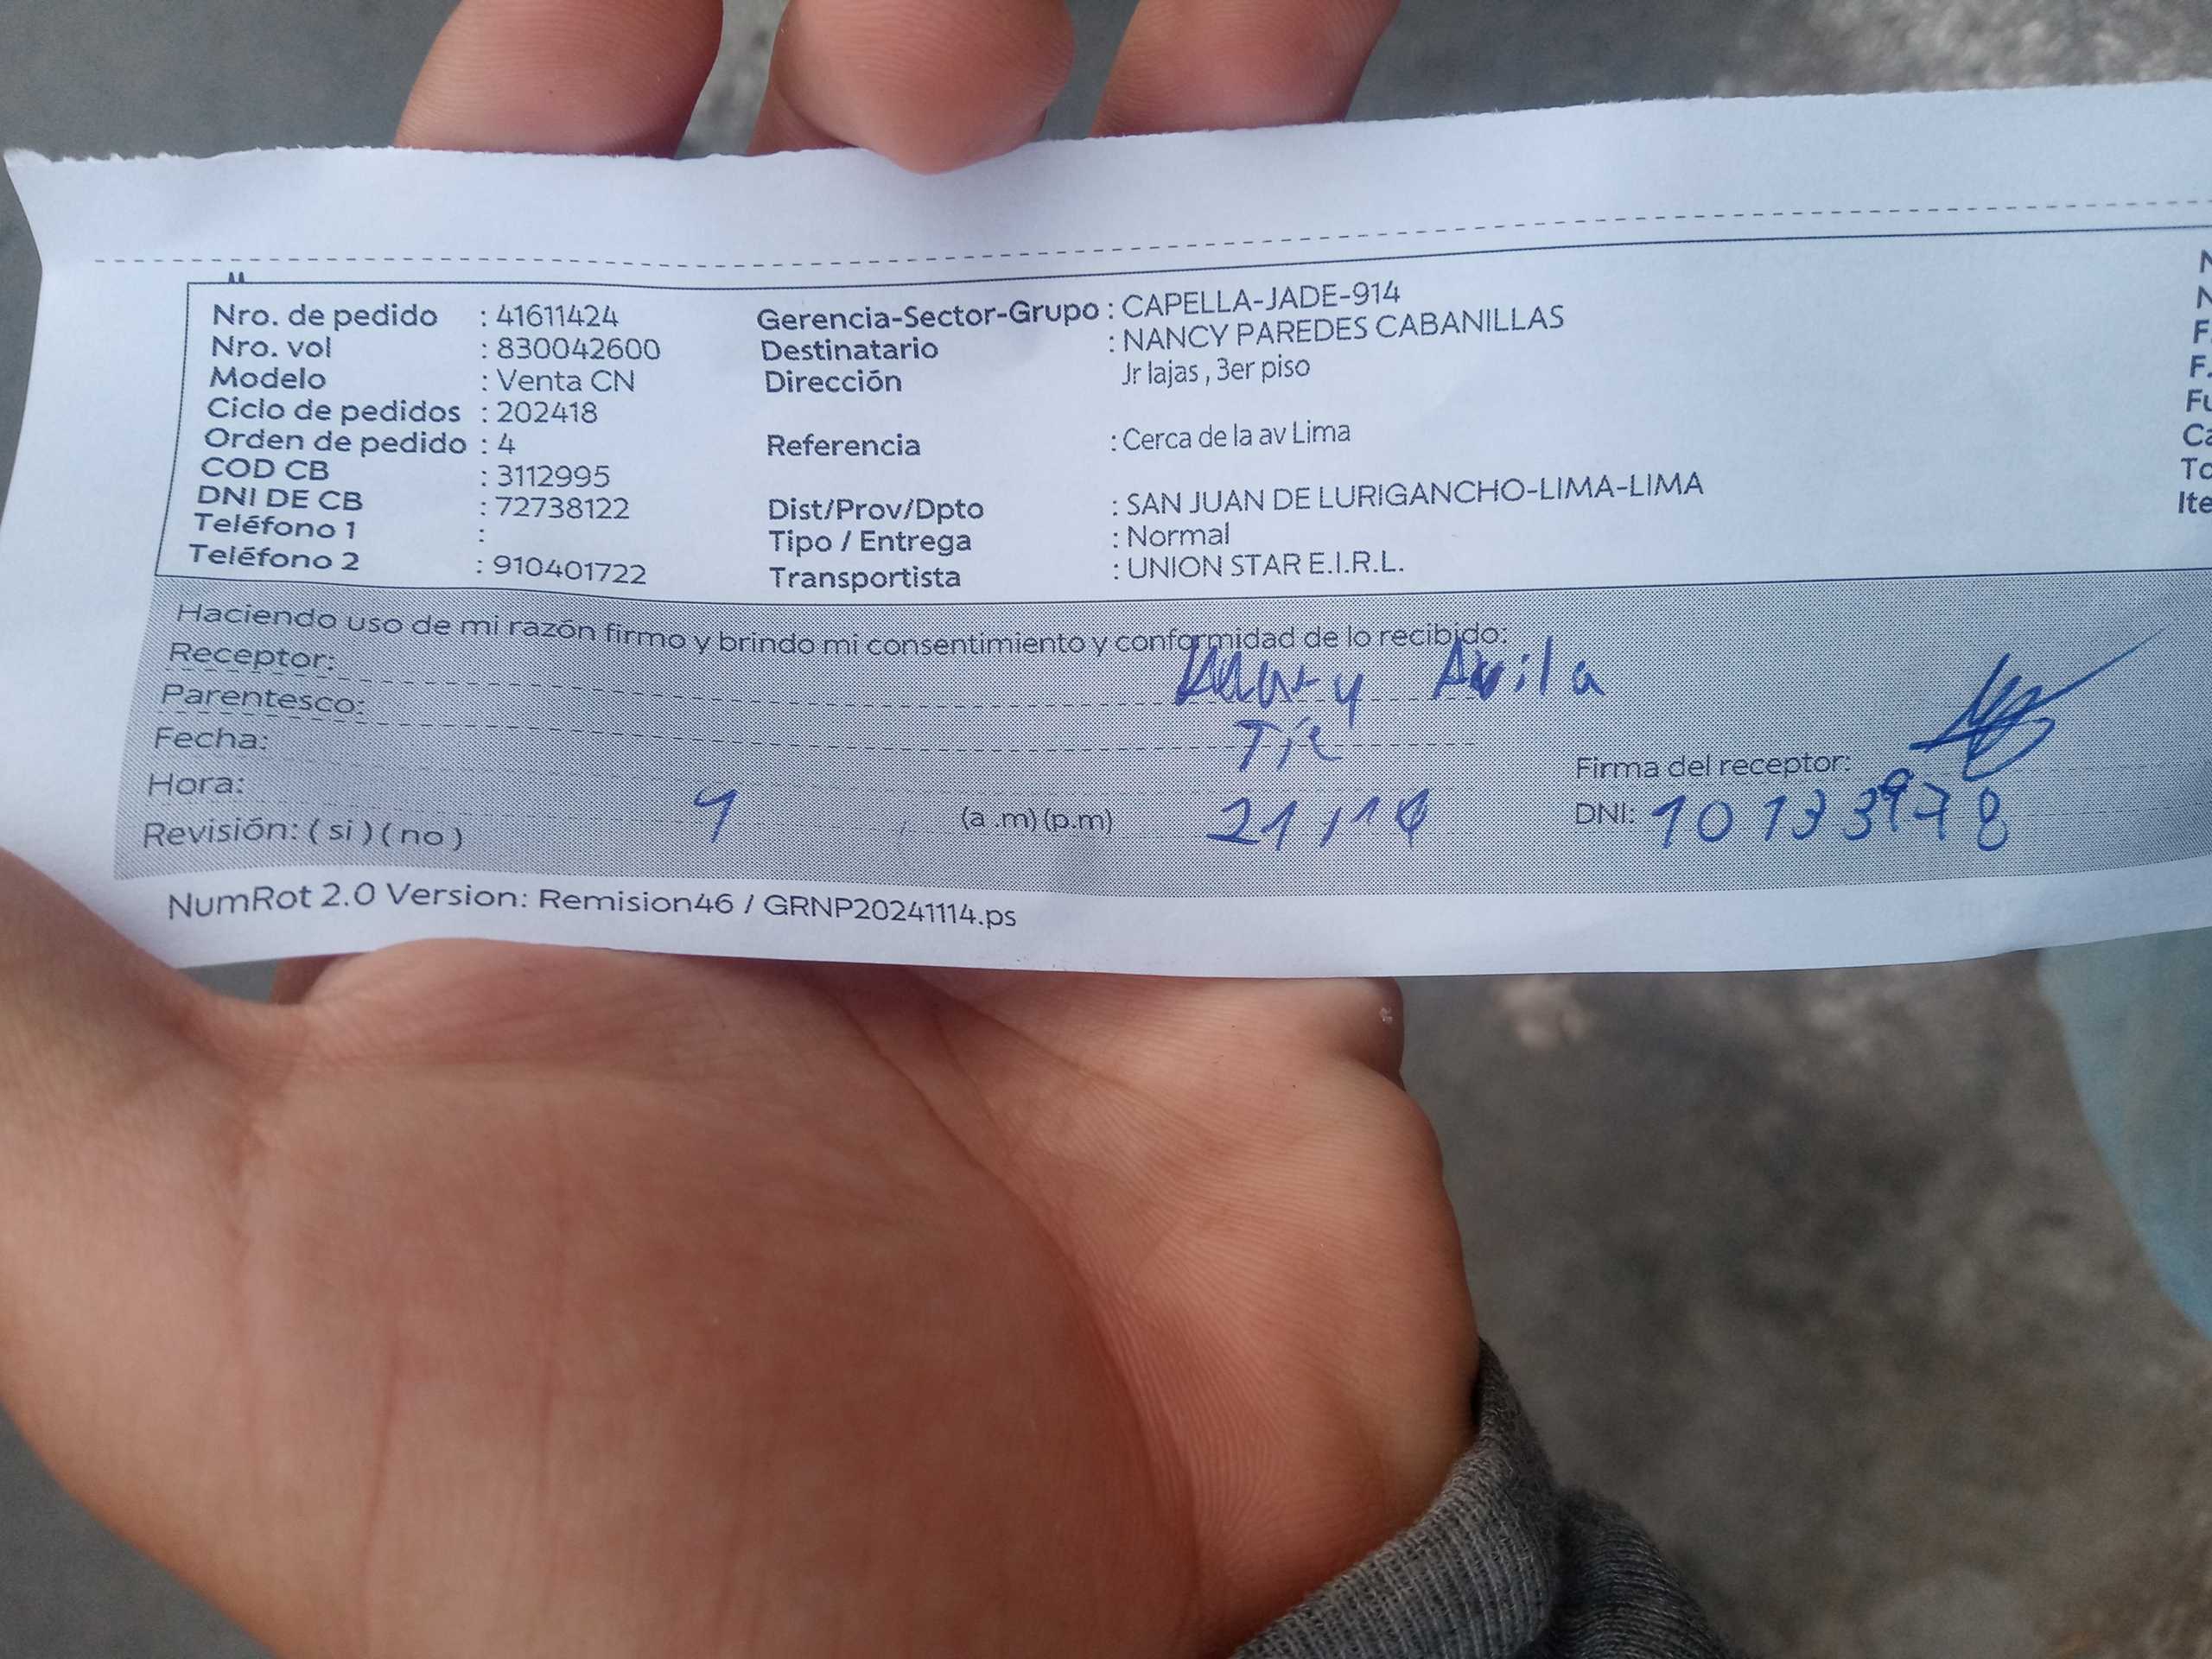 Nro. de pedido : 41611424 Gerencia-Sector-Grupo : CAPELLA-JADE-914
Nro. vol : 830042600 Destinatario : NANCY PAREDES CABANILLAS
Modelo : Venta CN Dirección Jr lajas , 3er piso
Ciclo de pedidos : 202418
Orden de pedido : 4 Referencia : Cerca de la av Lima
COD CB : 3112995
DNI DE CB : 72738122 Dist/Prov/Dpto : SAN JUAN DE LURIGANCHO-LIMA-LIMA
Teléfono 1 : Tipo / Entrega : Normal
Teléfono 2 : 910401722 Transportista : UNION STAR E.I.R.L.
Haciendo uso de mi razón firmo y brindo mi consentimiento y conformidad de lo recibido:
Receptor: Avila
Parentesco:
Fecha: Firma del receptor:
Hora: (a .m) (p.m) DNI:
Revisión: ( si ) ( no )
NumRot 2.0 Version: Remision46 / GRNP20241114.ps